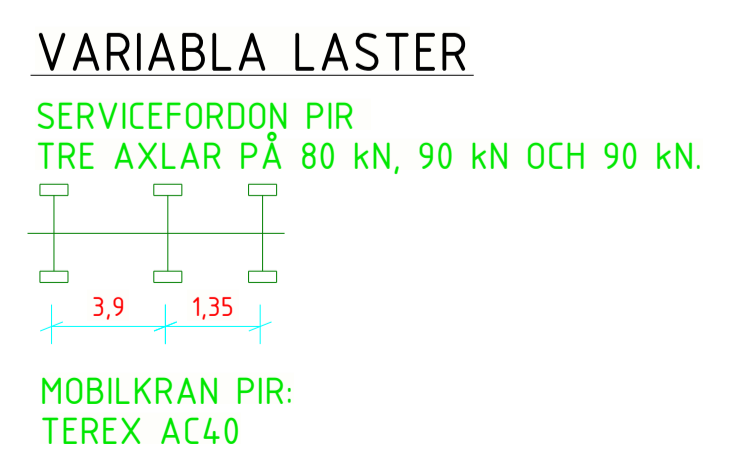 VARIABLA LASTER
SERVICEFORDON PIR
TRE AXLAR PÅ 80 kN, 90 kN OCH 90 kN.
3,9 1,35
MOBILKRAN PIR:
TEREX AC40